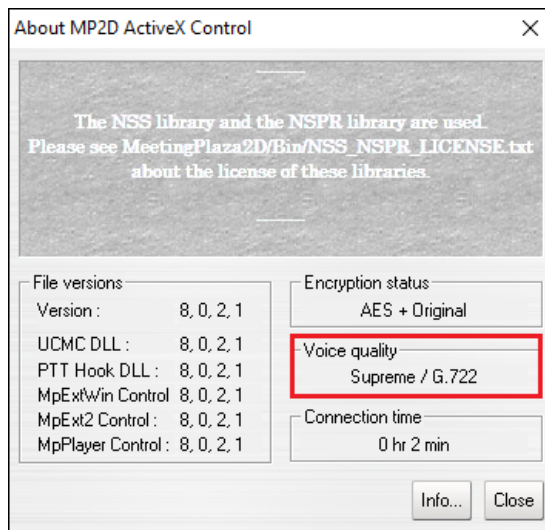 About MP2D ActiveX Control
The NSS library and the NSPR library are used.
Please see MeetingPlaza2D/Bin/NSS_NSPR_LICENSE.txt
about the license of these libraries.
File versions
Version : 8, 0, 2, 1
UCMC DLL : 8, 0, 2, 1
PTT Hook DLL : 8, 0, 2, 1
MpExtWin Control 8, 0, 2, 1
MpExt2 Control : 8, 0, 2, 1
MpPlayer Control : 8, 0, 2, 1
Encryption status
AES + Original
Voice quality
Supreme / G.722
Connection time
0 hr 2 min
Info... Close